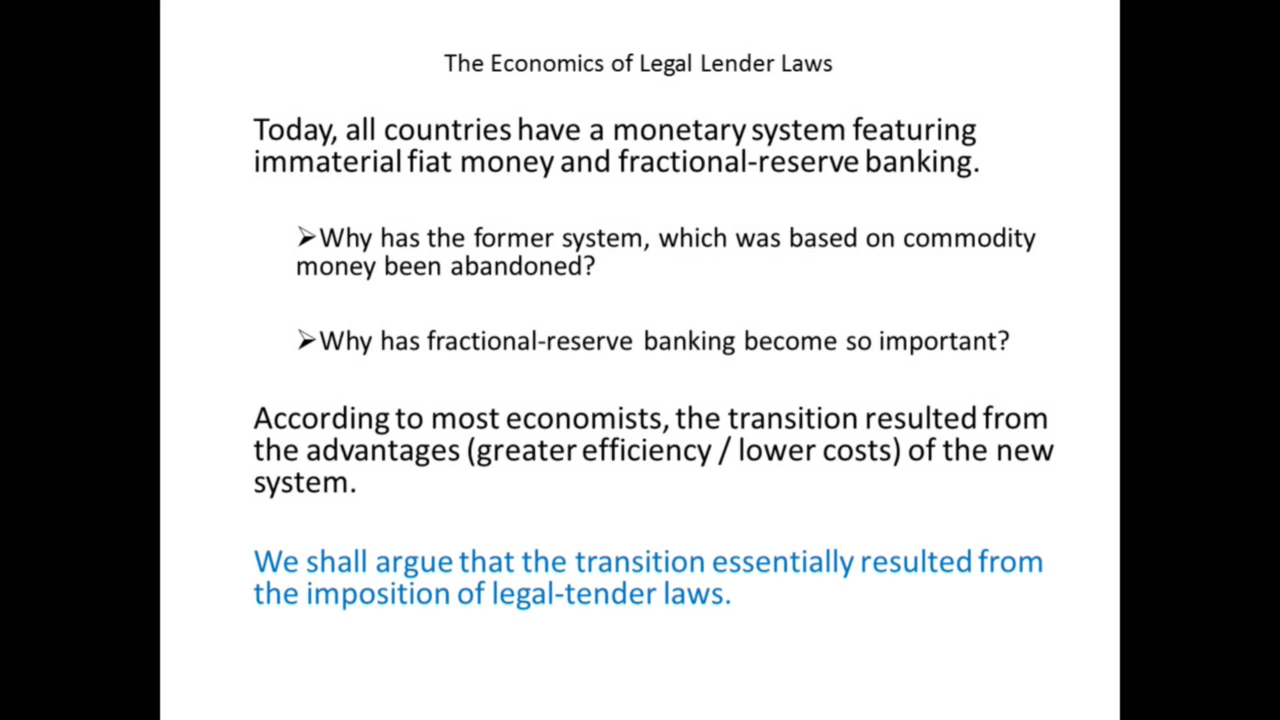 The Economics of Legal Lender Laws
Today, all countries have a monetary system featuring
immaterial fiat money and fractional-reserve banking.
➢Why has the former system, which was based on commodity
money been abandoned?
➢Why has fractional-reserve banking become so important?
According to most economists, the transition resulted from
the advantages (greater efficiency / lower costs) of the new
system.
We shall argue that the transition essentially resulted from
the imposition of legal-tender laws.